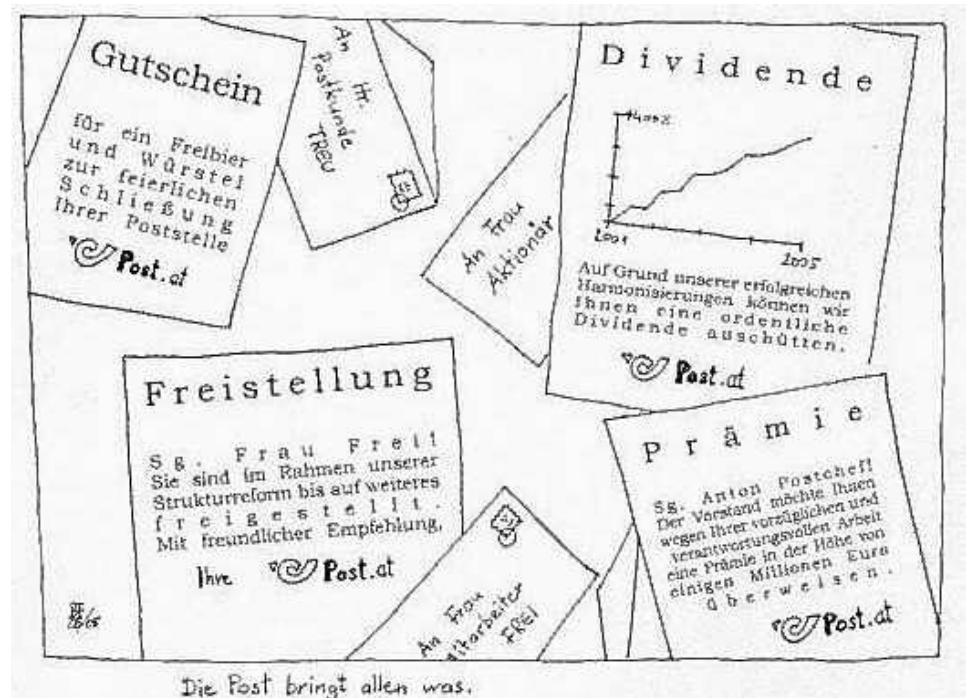 Gutschein
für ein Freibier
und Würstel
zur feierlichen
Schließung
Ihrer Poststelle
Post.at
An
Hr.
Postkunde
TREU
An Frau
Aktionär
Dividende
+400%
2001
2005
Auf Grund unserer erfolgreichen
Harmonisierungen können wir
Ihnen eine ordentliche
Dividende ausschütten.
Post.at
Freistellung
Sg. Frau Frei!
Sie sind im Rahmen unserer
Strukturreform bis auf weiteres
freigestellt.
Mit freundlicher Empfehlung,
Ihre Post.at
An Frau
Mitarbeiter
FREI
Prämie
Sg. Anton Postchef!
Der Vorstand möchte Ihnen
wegen Ihrer vorzüglichen und
verantwortungsvollen Arbeit
eine Prämie in der Höhe von
einigen Millionen Euro
überweisen.
Post.at
Die Post bringt allen was.